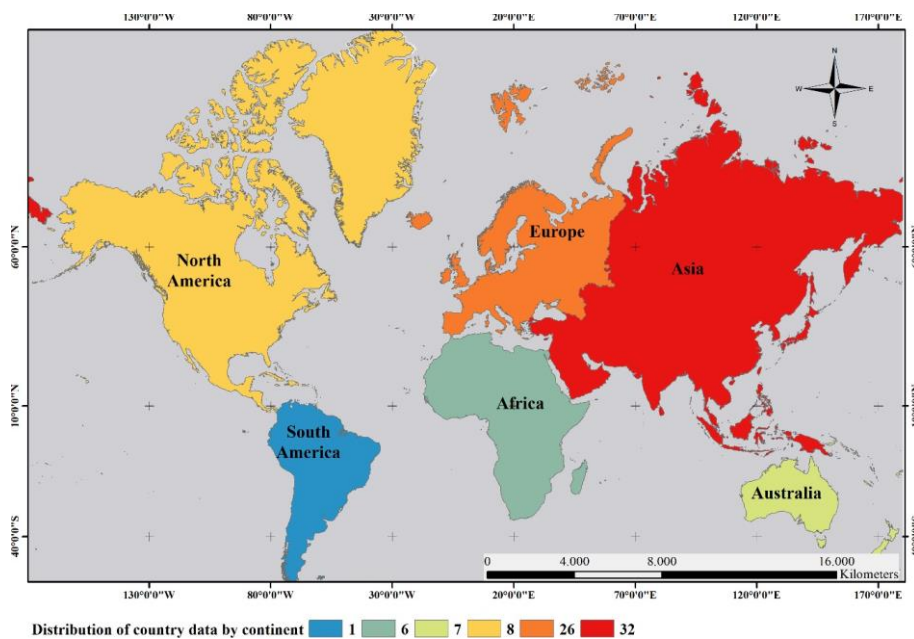 130°0'0"W 80°0'0"W 30°0'0"W 20°0'0"E 70°0'0"E 120°0'0"E 170°0'0"E
N
W E
S
60°0'0"N
Europe
North
America
Asia
10°0'0"N
Africa
South
America
Australia
40°0'0"S
0 4,000 8,000 16,000
Kilometers
130°0'0"W 80°0'0"W 30°0'0"W 20°0'0"E 70°0'0"E 120°0'0"E 170°0'0"E
Distribution of country data by continent 1 6 7 8 26 32